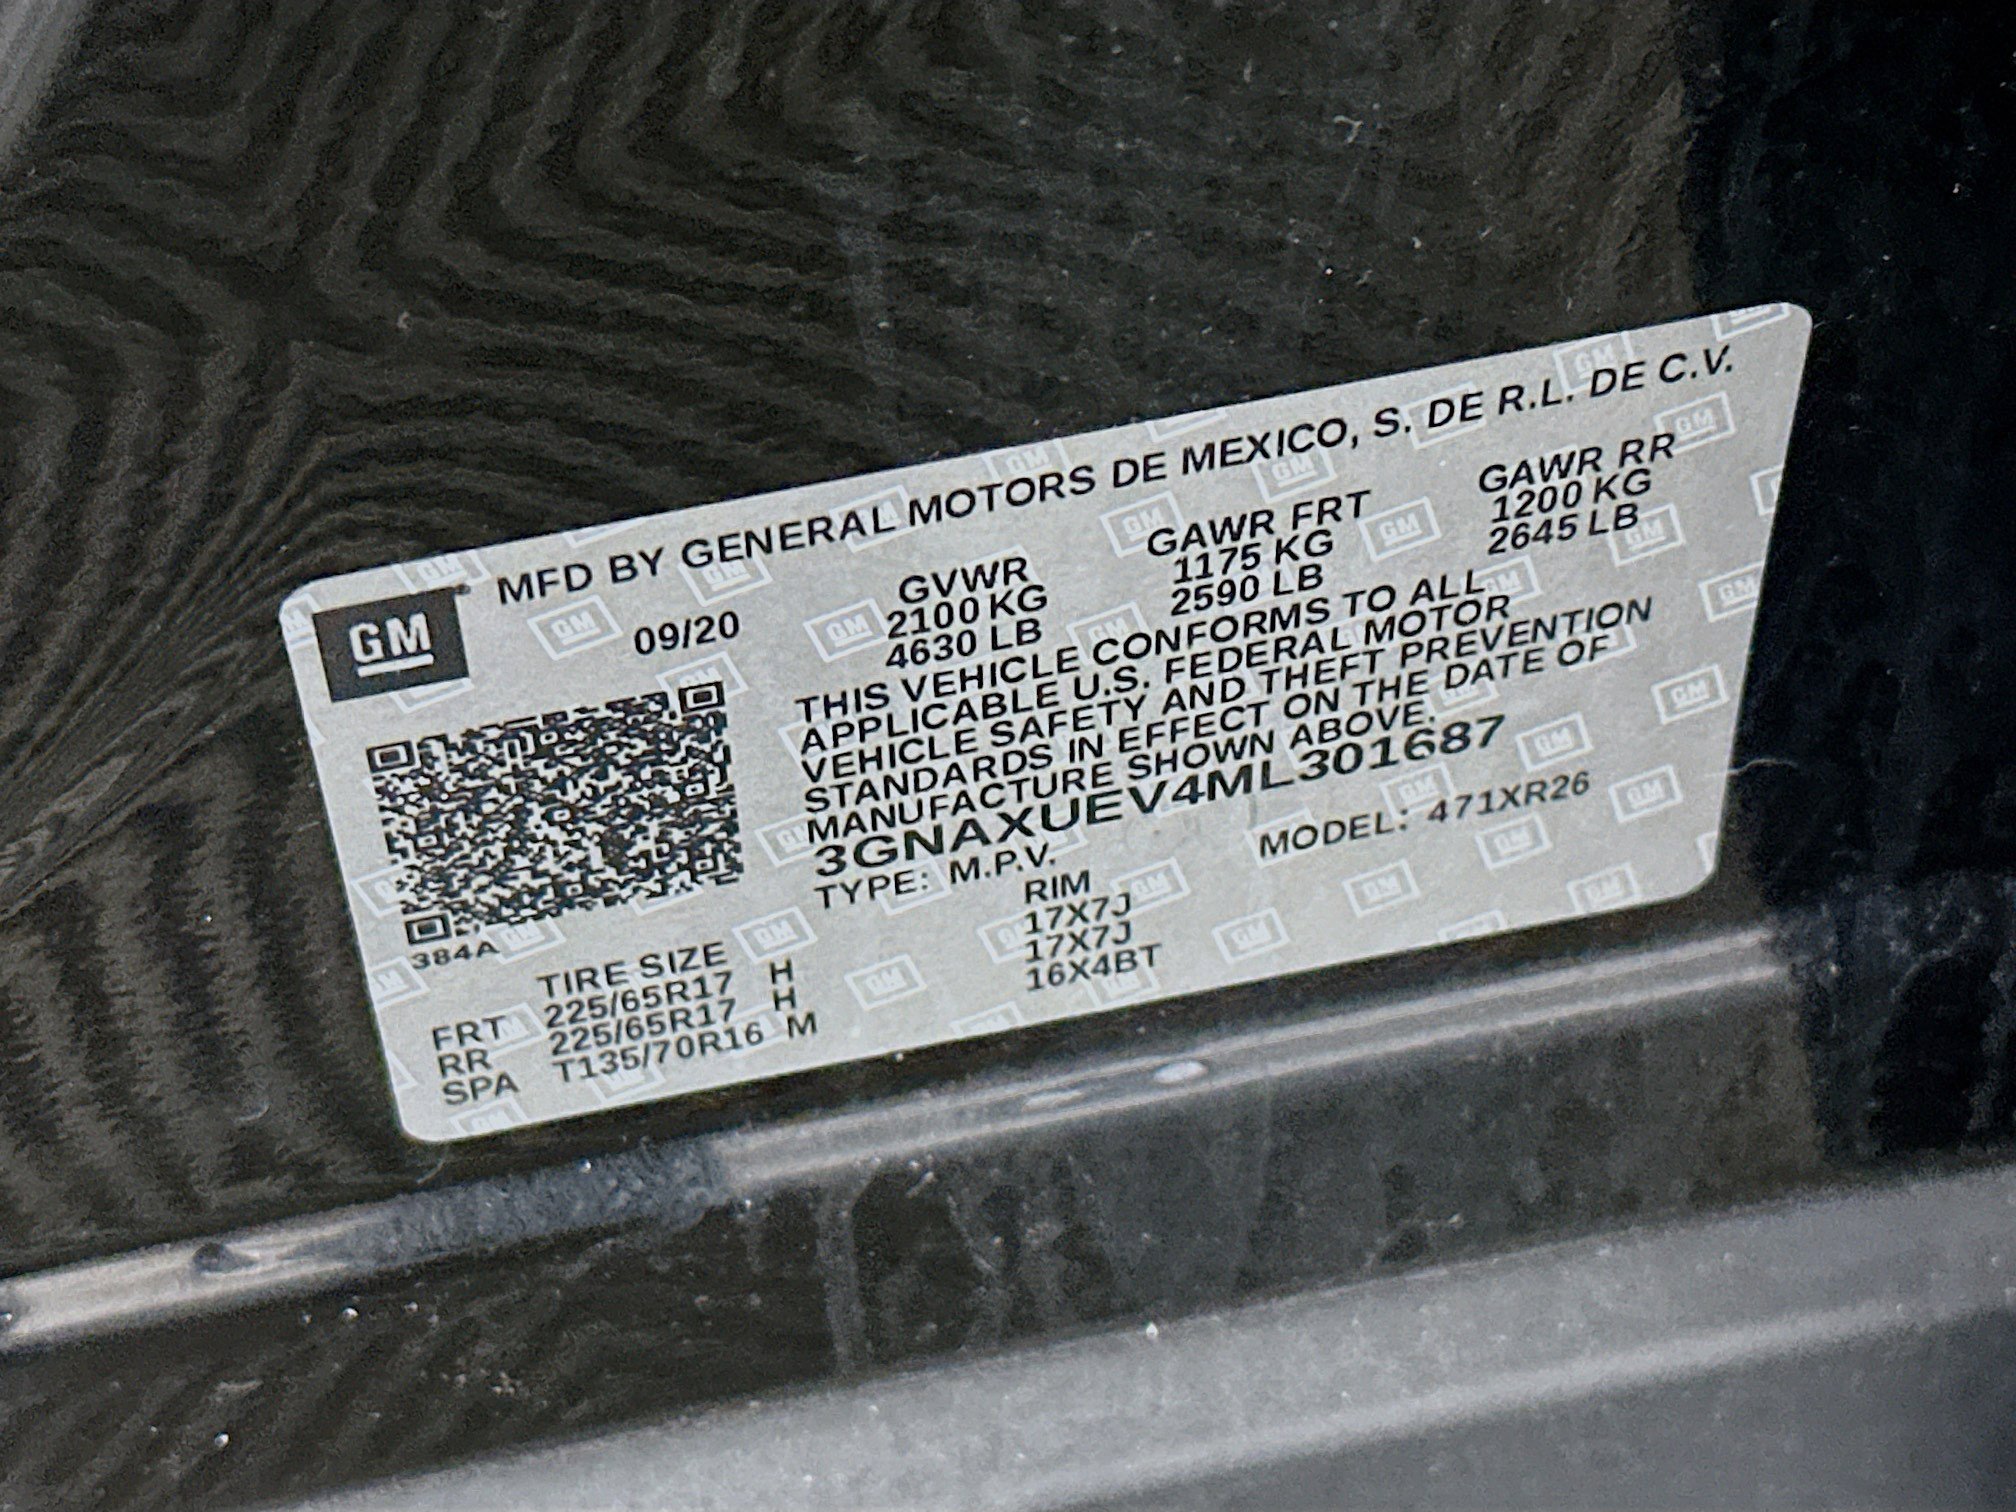 MFD BY GENERAL MOTORS DE MEXICO, S. DE R.L. DE C.V.
GM
09/20
GVWR GAWR FRT GAWR RR
2100 KG 1175 KG 1200 KG
4630 LB 2590 LB 2645 LB
THIS VEHICLE CONFORMS TO ALL
APPLICABLE U.S. FEDERAL MOTOR
VEHICLE SAFETY AND THEFT PREVENTION
STANDARDS IN EFFECT ON THE DATE OF
MANUFACTURE SHOWN ABOVE.
3GNAXUEV4ML301687
TYPE: M.P.V. MODEL: 471XR26
384A
TIRE SIZE RIM
FRT 225/65R17 H 17X7J
RR 225/65R17 H 17X7J
SPA T135/70R16 M 16X4BT